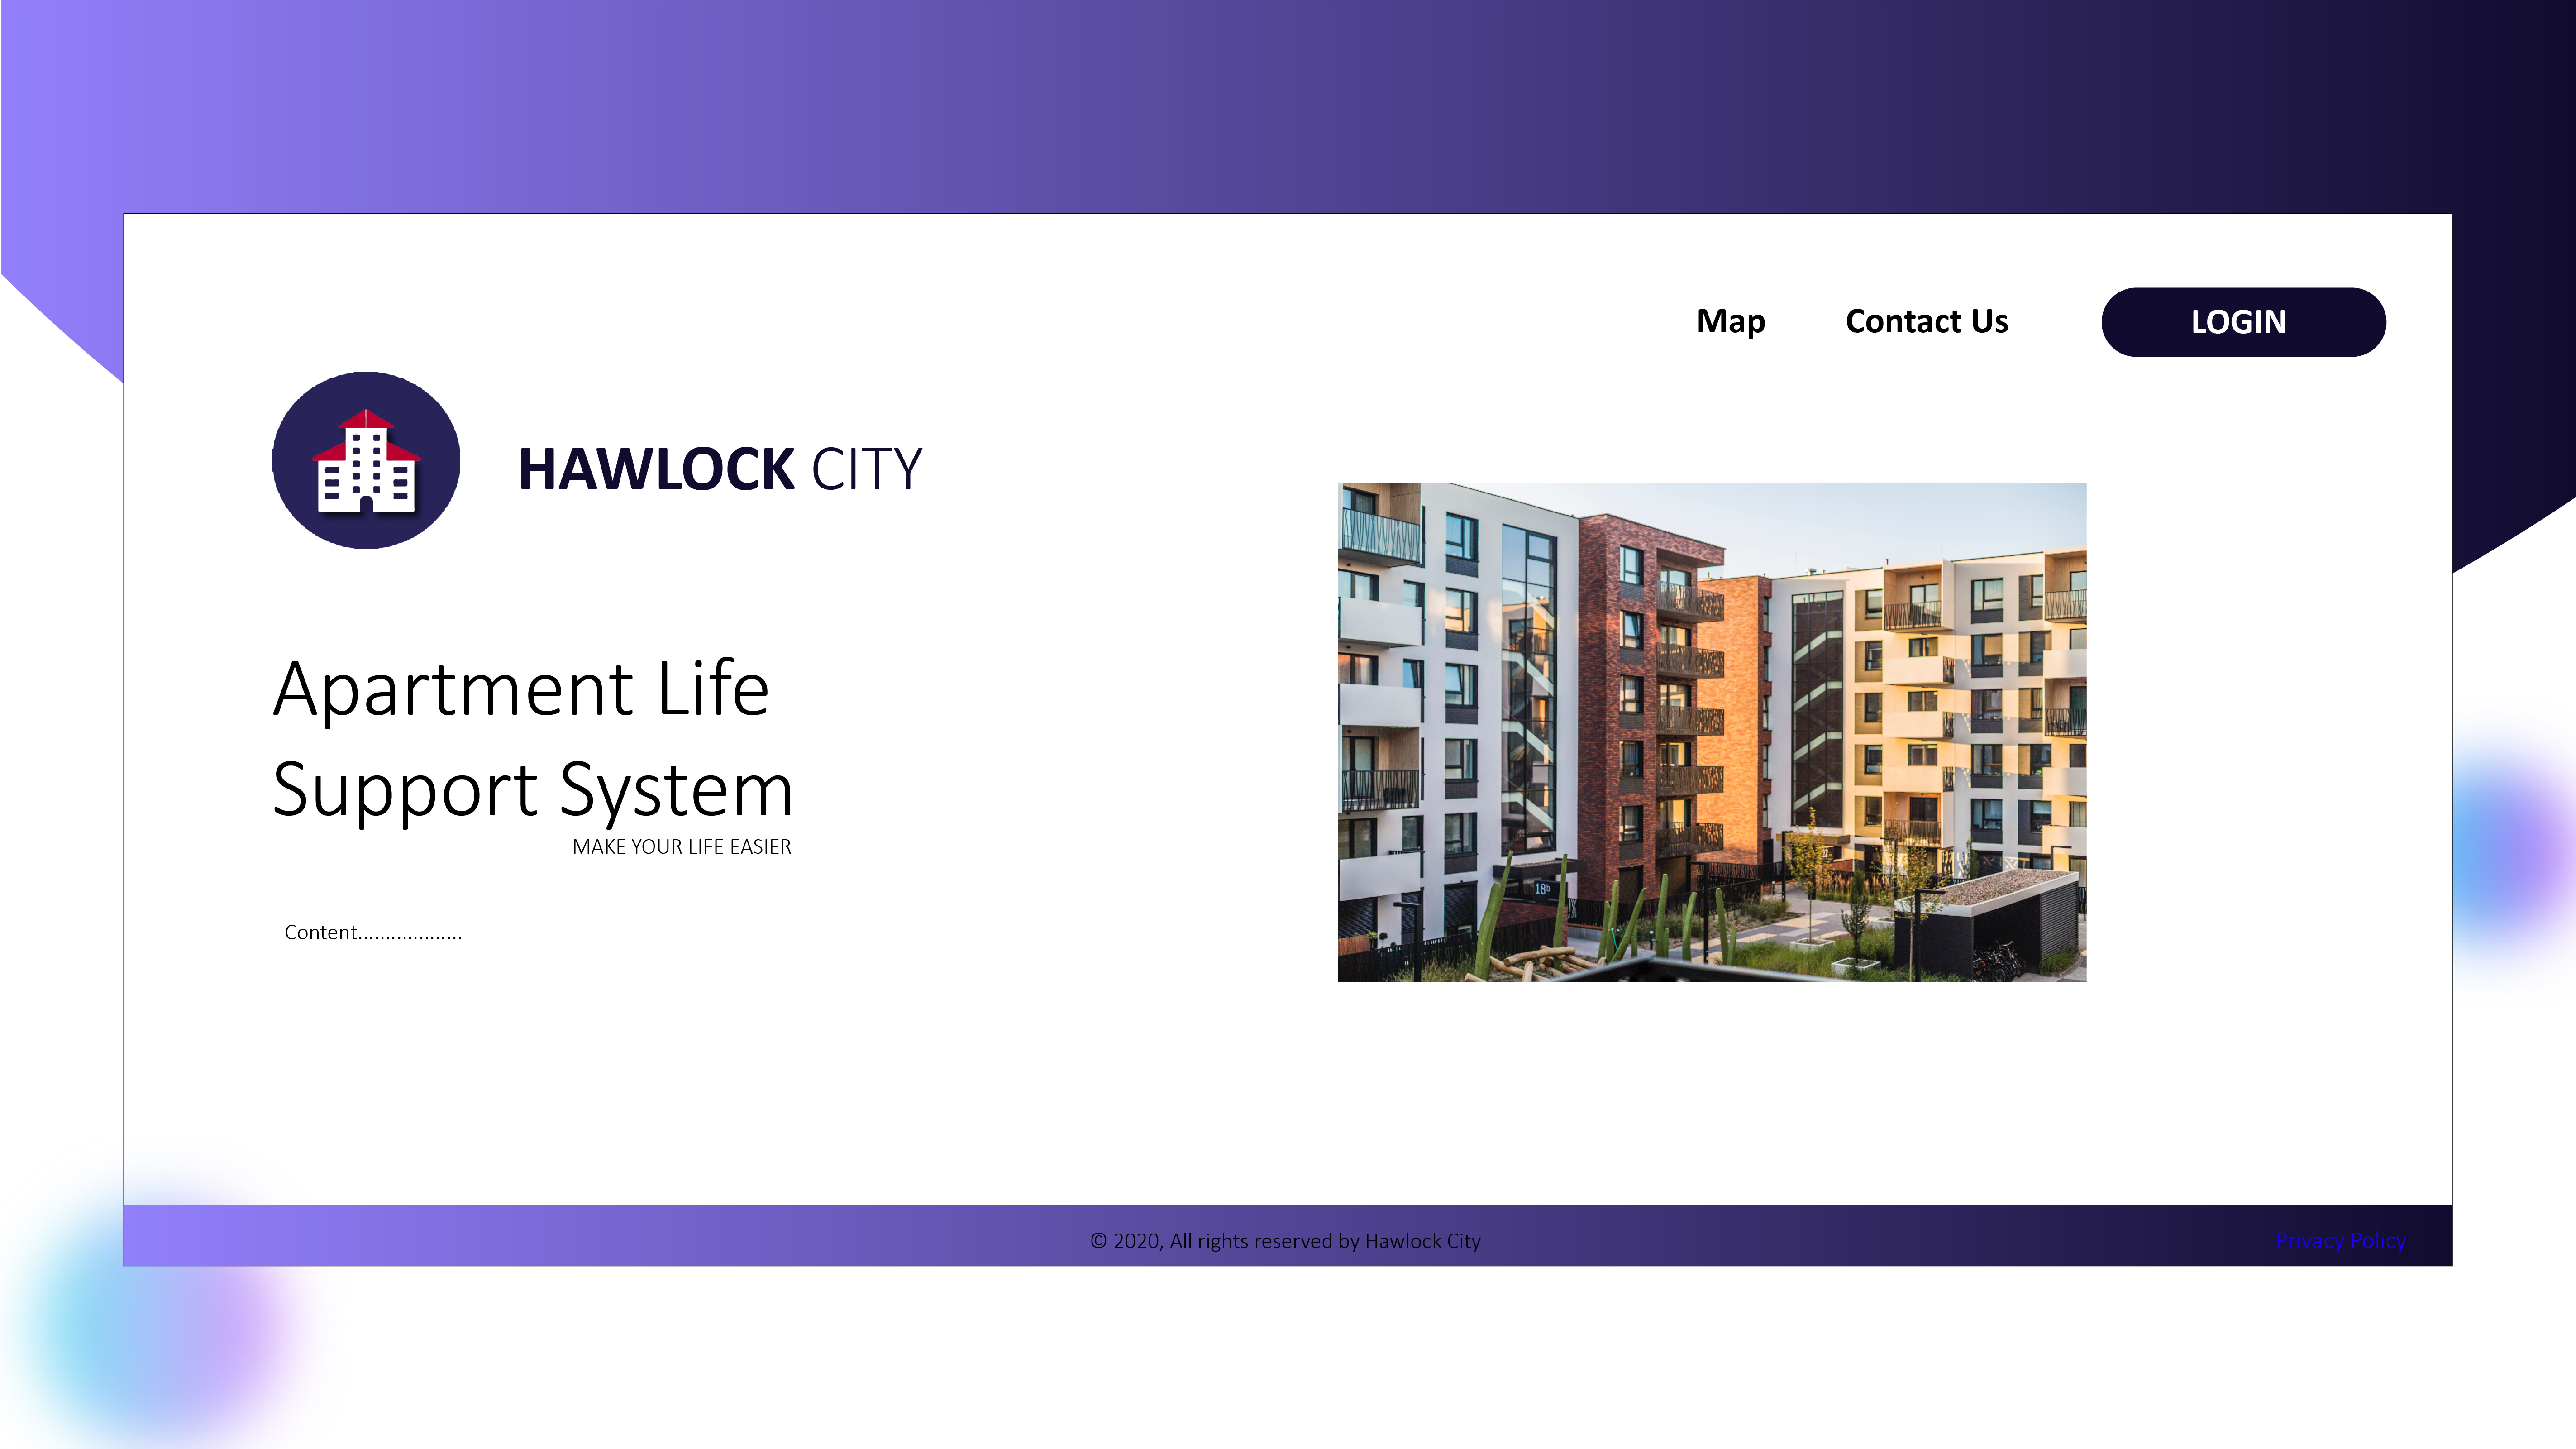 Map
Contact Us
LOGIN
HAWLOCK CITY
Apartment Life
Support System
MAKE YOUR LIFE EASIER
18b
Content...................
© 2020, All rights reserved by Hawlock City
Privacy Policy